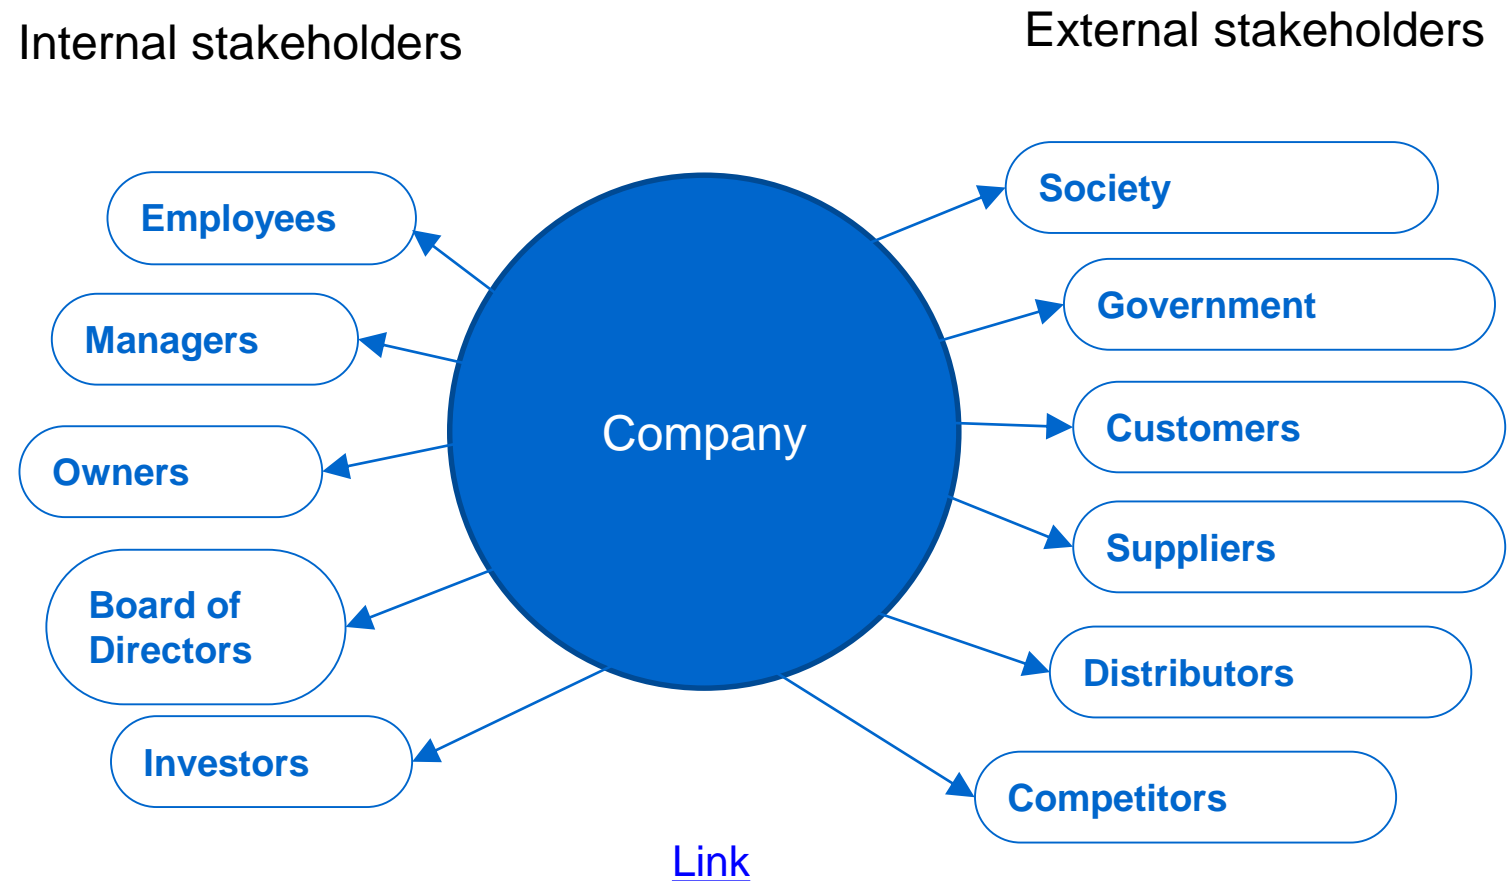 Internal stakeholders
External stakeholders
Employees
Managers
Owners
Board of
Directors
Investors
Company
Society
Government
Customers
Suppliers
Distributors
Competitors
Link